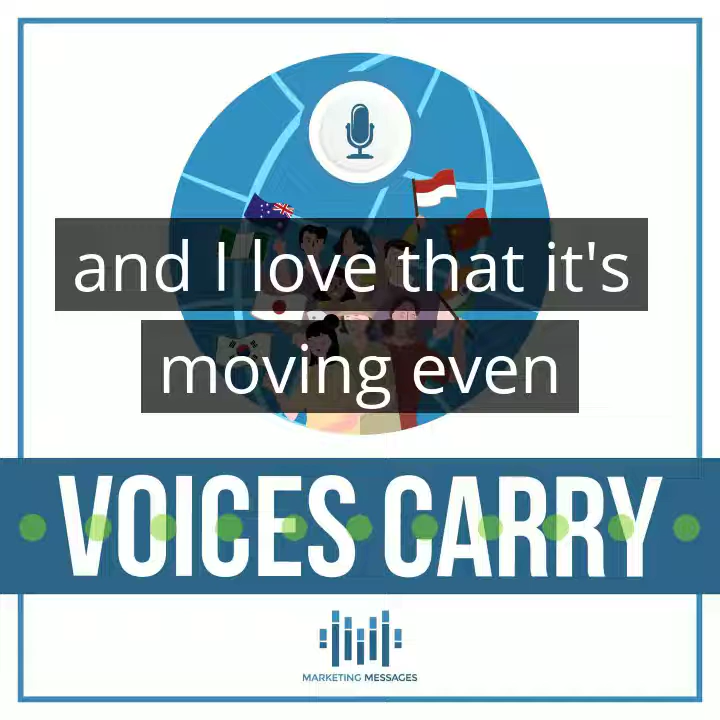 and I love that it's
moving even
VOICES CARRY
MARKETING MESSAGES